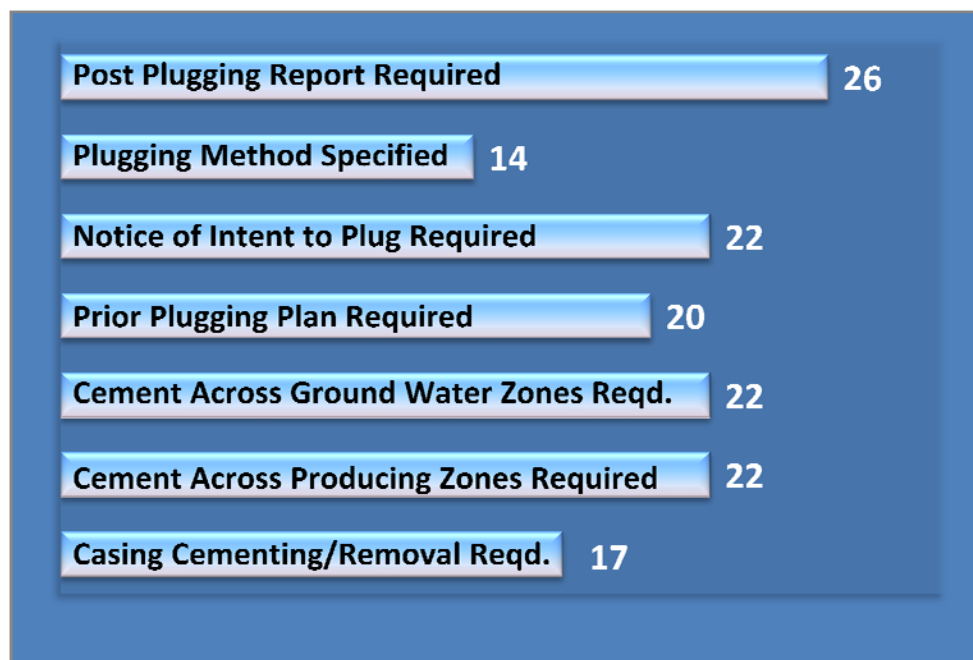 Post Plugging Report Required 26
Plugging Method Specified 14
Notice of Intent to Plug Required 22
Prior Plugging Plan Required 20
Cement Across Ground Water Zones Reqd. 22
Cement Across Producing Zones Required 22
Casing Cementing/Removal Reqd. 17